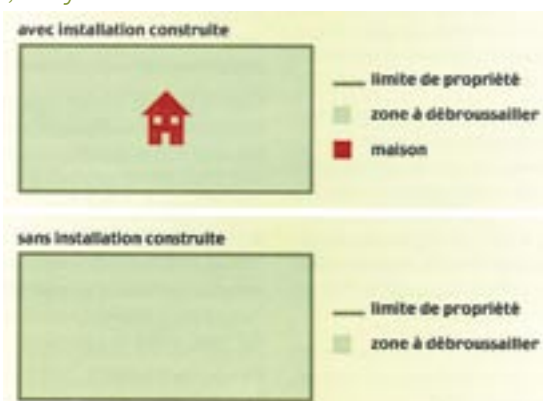 avec installation construite
limite de propriété
zone à débroussailler
maison
sans installation construite
limite de propriété
zone à débroussailler